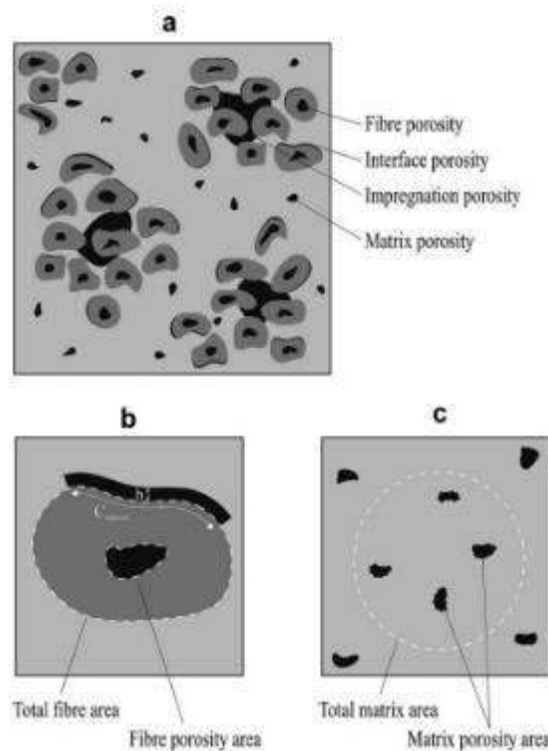 a
Fibre porosity
Interface porosity
Impregnation porosity
Matrix porosity
b
c
Total fibre area
Fibre porosity area
Total matrix area
Matrix porosity area